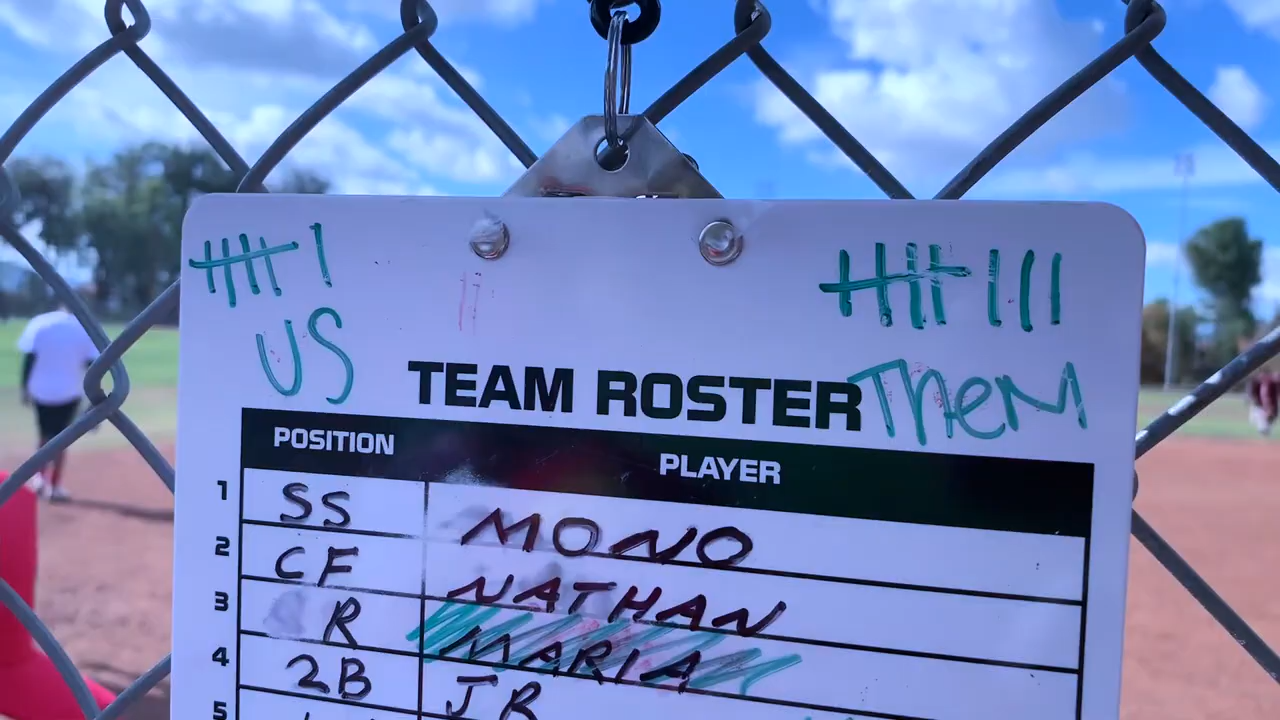 US
TEAM ROSTER Them
POSITION PLAYER
1 SS MONO
2 CF NATHAN
3 R MARIA
4 2B JR
5